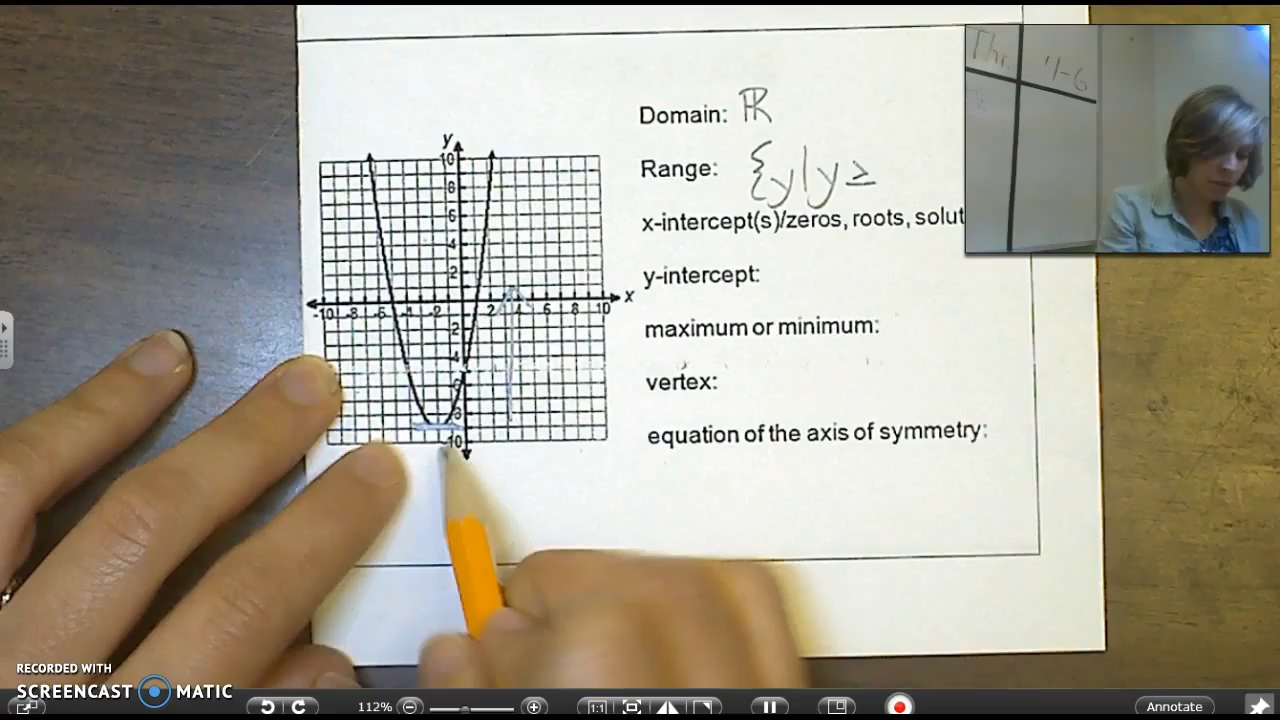 Thr 4-6
Domain: ℝ
Range: {y|y ≥
x-intercept(s)/zeros, roots, solut
y-intercept:
maximum or minimum:
vertex:
equation of the axis of symmetry:
y
10
8
6
4
2
-10 -8 -6 -2 2 4 6 8 10 x
2
4
6
8
10
RECORDED WITH
SCREENCAST MATIC
112%
1:1
Annotate